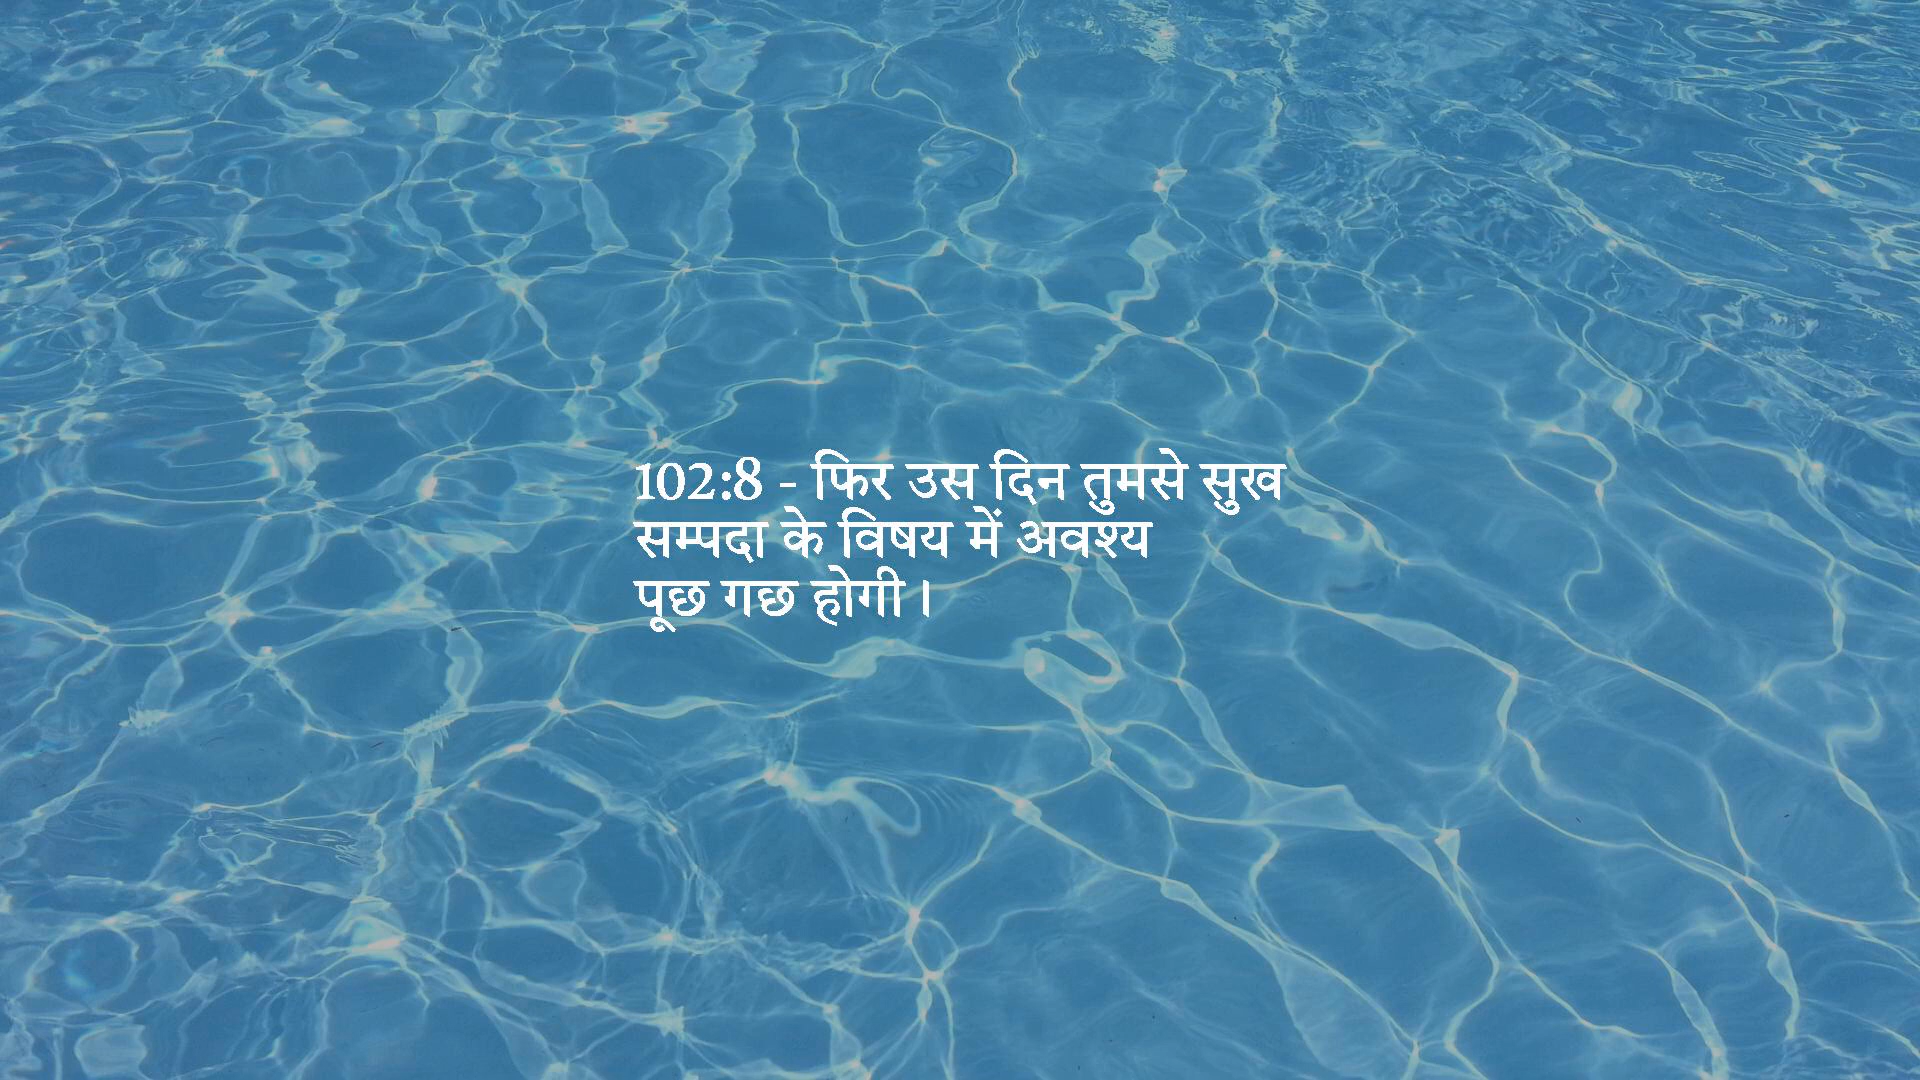 102:8 - फिर उस दिन तुमसे सुख
सम्पदा के विषय में अवश्य
पूछ गछ होगी ।